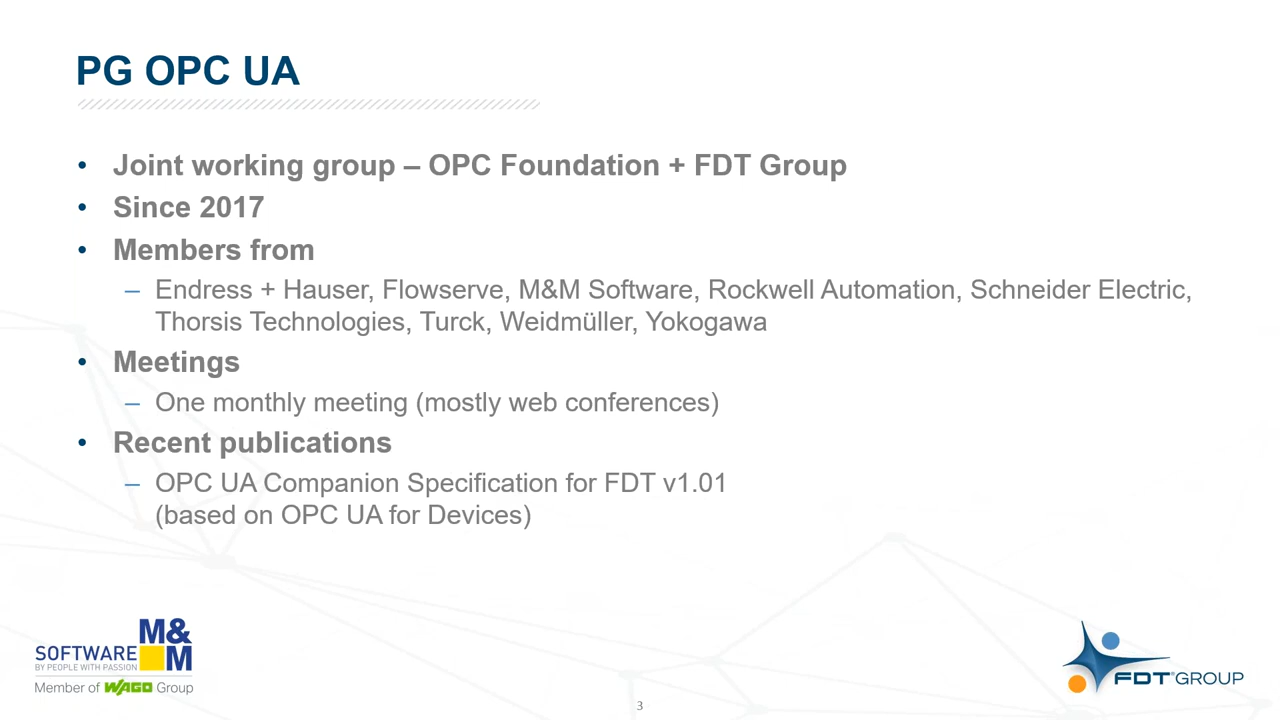 PG OPC UA
• Joint working group – OPC Foundation + FDT Group
• Since 2017
• Members from
– Endress + Hauser, Flowserve, M&M Software, Rockwell Automation, Schneider Electric,
Thorsis Technologies, Turck, Weidmüller, Yokogawa
• Meetings
– One monthly meeting (mostly web conferences)
• Recent publications
– OPC UA Companion Specification for FDT v1.01
(based on OPC UA for Devices)
M&
SOFTWARE M
BY PEOPLE WITH PASSION
Member of WAGO Group
FDT® GROUP
3